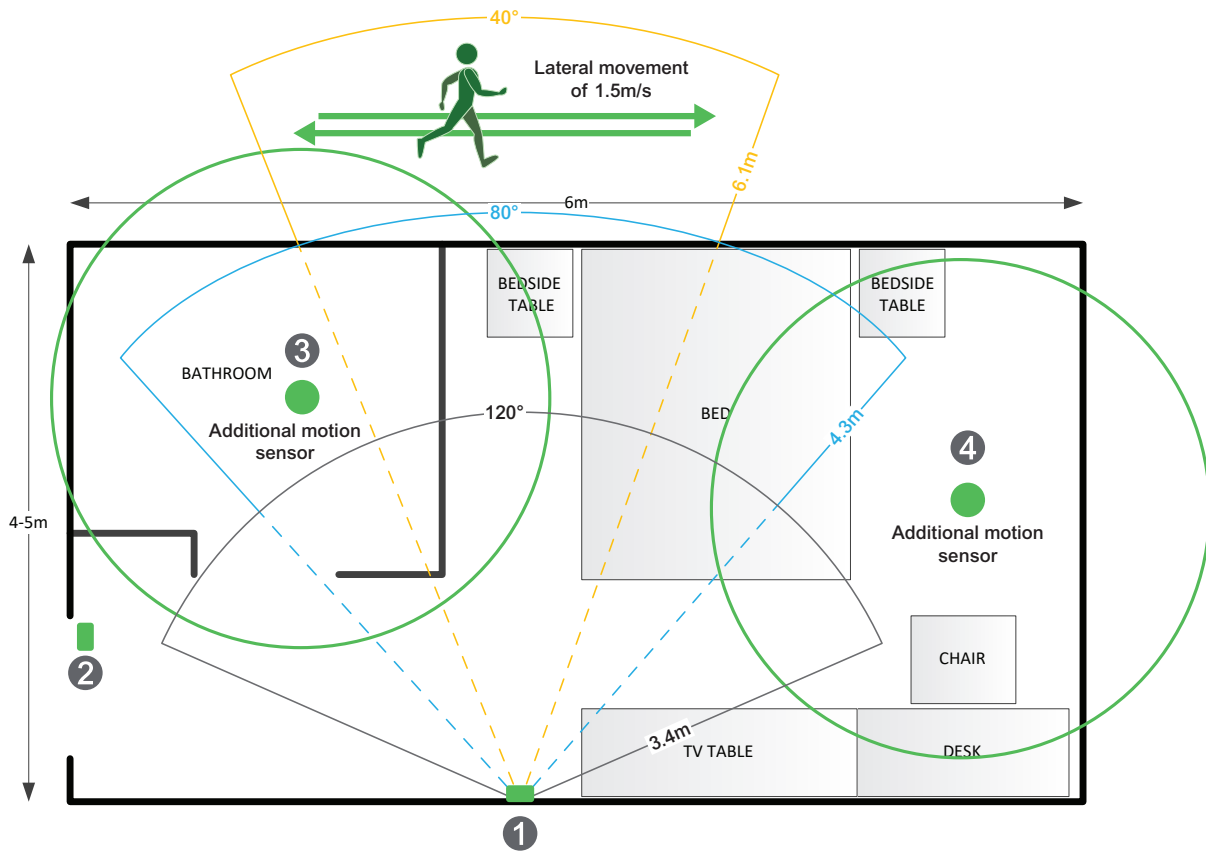 40°
Lateral movement
of 1.5m/s
6.1m
6m
80°
BEDSIDE
TABLE
BEDSIDE
TABLE
3
BATHROOM
Additional motion
sensor
120°
BED
4.3m
4
Additional motion
sensor
4-5m
2
CHAIR
3.4m
TV TABLE
DESK
1